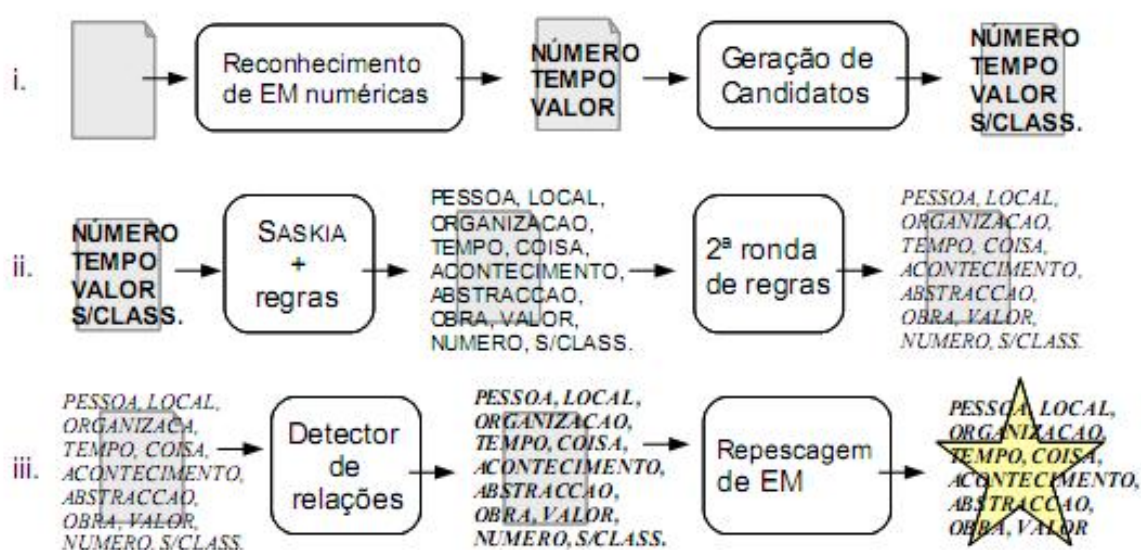 i.
Reconhecimento
de EM numéricas
NÚMERO
TEMPO
VALOR
Geração de
Candidatos
NÚMERO
TEMPO
VALOR
S/CLASS.
ii.
NÚMERO
TEMPO
VALOR
S/CLASS.
SASKIA
+
regras
PESSOA, LOCAL,
ORGANIZACAO,
TEMPO, COISA,
ACONTECIMENTO,
ABSTRACCAO,
OBRA, VALOR,
NUMERO, S/CLASS.
2ª ronda
de regras
PESSOA, LOCAL,
ORGANIZACAO,
TEMPO, COISA,
ACONTECIMENTO,
ABSTRACCAO,
OBRA, VALOR,
NUMERO, S/CLASS.
iii.
PESSOA, LOCAL,
ORGANIZACA,
TEMPO, COISA,
ACONTECIMENTO,
ABSTRACCAO,
OBRA, VALOR,
NUMERO, S/CLASS.
Detector
de
relações
PESSOA, LOCAL,
ORGANIZACAO,
TEMPO, COISA,
ACONTECIMENTO,
ABSTRACCAO,
OBRA, VALOR,
NUMERO, S/CLASS.
Repescagem
de EM
PESSOA, LOCAL,
ORGANIZACAO,
TEMPO, COISA,
ACONTECIMENTO,
ABSTRACCAO,
OBRA, VALOR